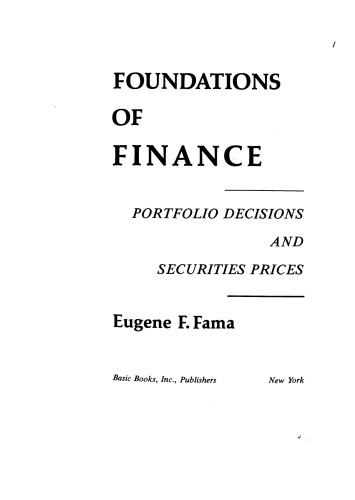 FOUNDATIONS
OF
FINANCE
PORTFOLIO DECISIONS
AND
SECURITIES PRICES
Eugene F. Fama
Basic Books, Inc., Publishers New York